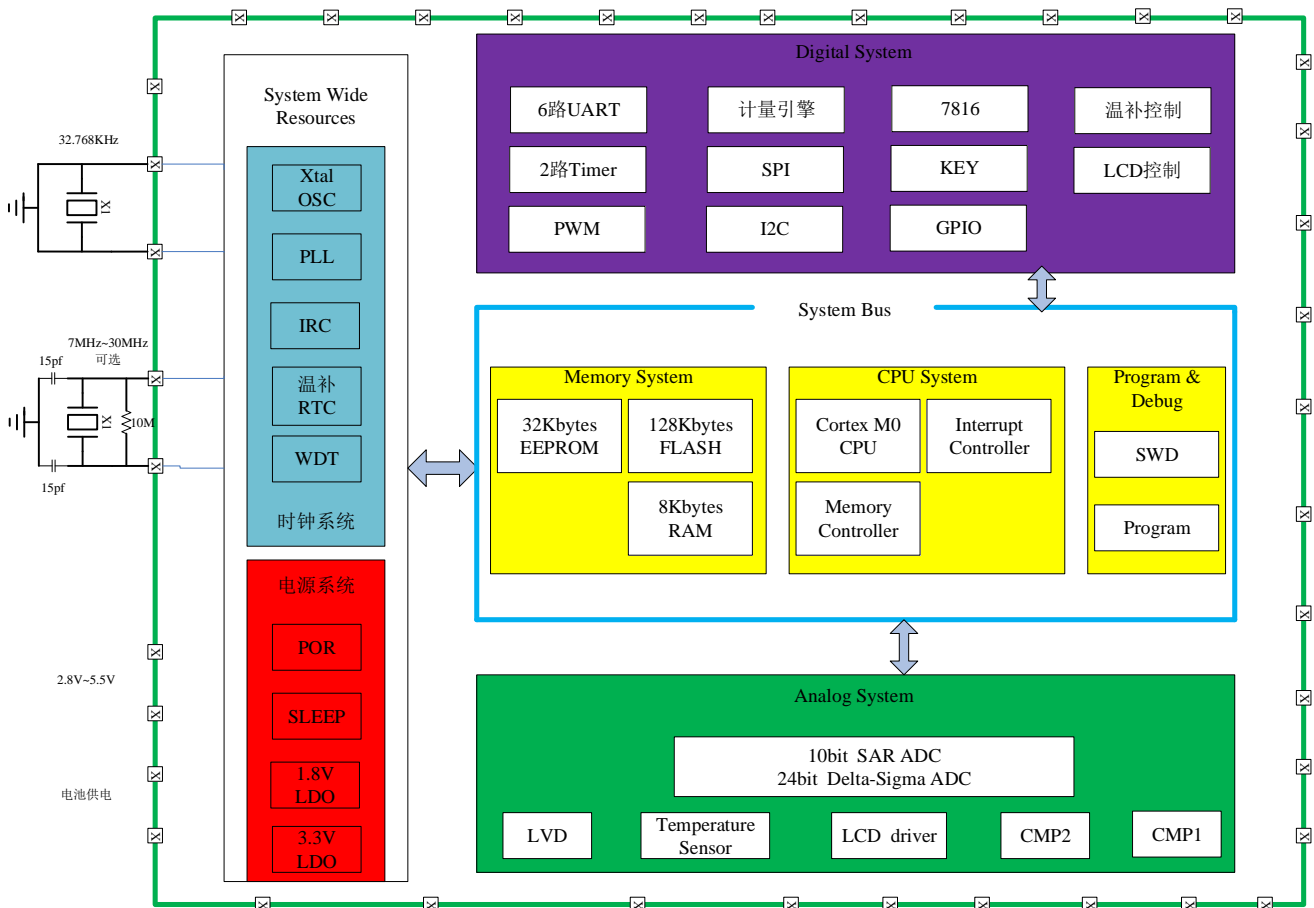 System Wide
Resources
32.768KHz
X1
7MHz~30MHz
可选
15pf
X1
10M
15pf
2.8V~5.5V
电池供电
Xtal
OSC
PLL
IRC
温补
RTC
WDT
时钟系统
电源系统
POR
SLEEP
1.8V
LDO
3.3V
LDO
Digital System
6路UART
计量引擎
7816
温补控制
2路Timer
SPI
KEY
LCD控制
PWM
I2C
GPIO
System Bus
Memory System
32Kbytes
EEPROM
128Kbytes
FLASH
8Kbytes
RAM
CPU System
Cortex M0
CPU
Interrupt
Controller
Memory
Controller
Program &
Debug
SWD
Program
Analog System
10bit SAR ADC
24bit Delta-Sigma ADC
LVD
Temperature
Sensor
LCD driver
CMP2
CMP1